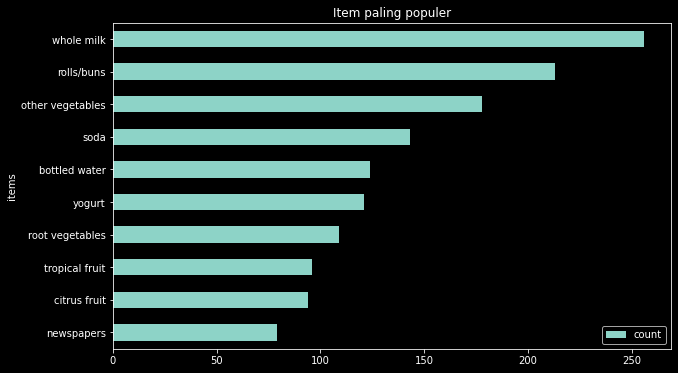 Item paling populer
items
whole milk
rolls/buns
other vegetables
soda
bottled water
yogurt
root vegetables
tropical fruit
citrus fruit
newspapers
0 50 100 150 200 250
count